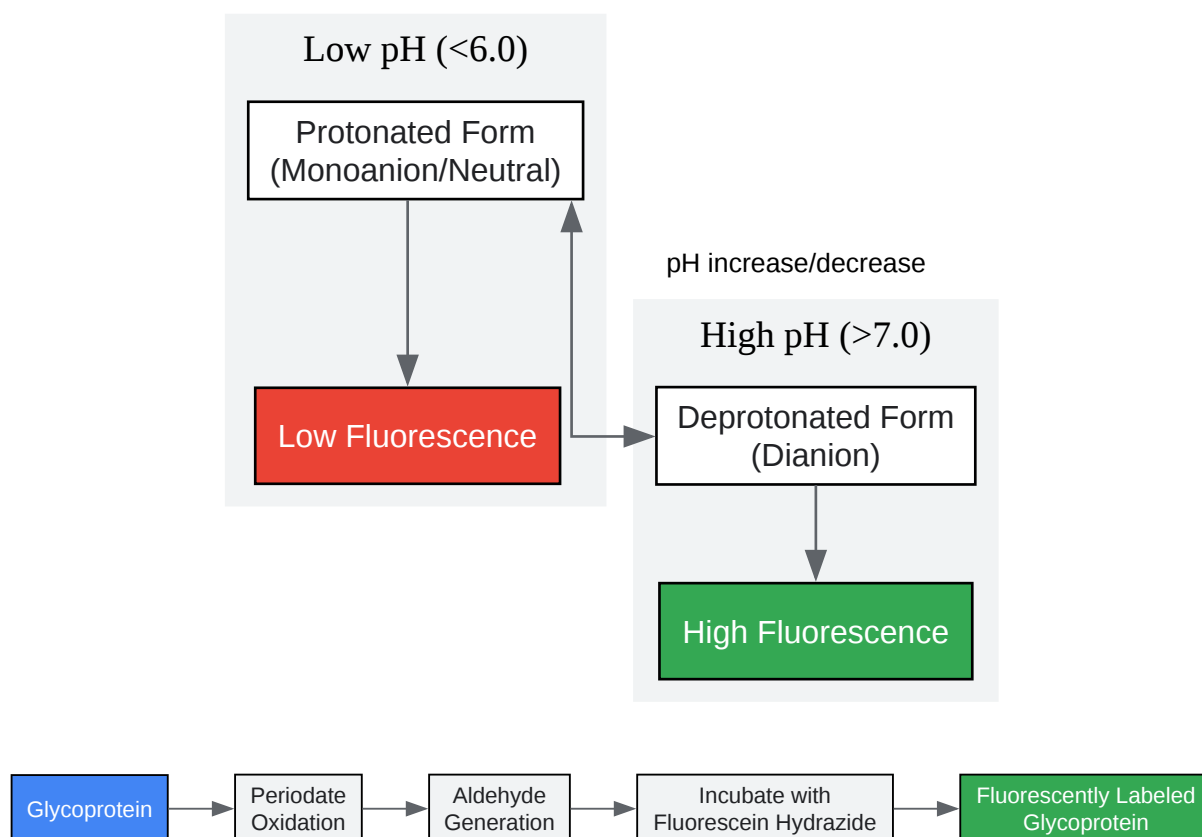 Low pH (<6.0)
Protonated Form
(Monoanion/Neutral)
Low Fluorescence
pH increase/decrease
High pH (>7.0)
Deprotonated Form
(Dianion)
High Fluorescence
Glycoprotein
Periodate
Oxidation
Aldehyde
Generation
Incubate with
Fluorescein Hydrazide
Fluorescently Labeled
Glycoprotein